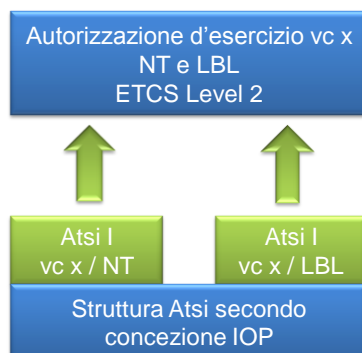 Autorizzazione d'esercizio vc x
NT e LBL
ETCS Level 2
Atsi I
vc x / NT
Atsi I
vc x / LBL
Struttura Atsi secondo
concezione IOP